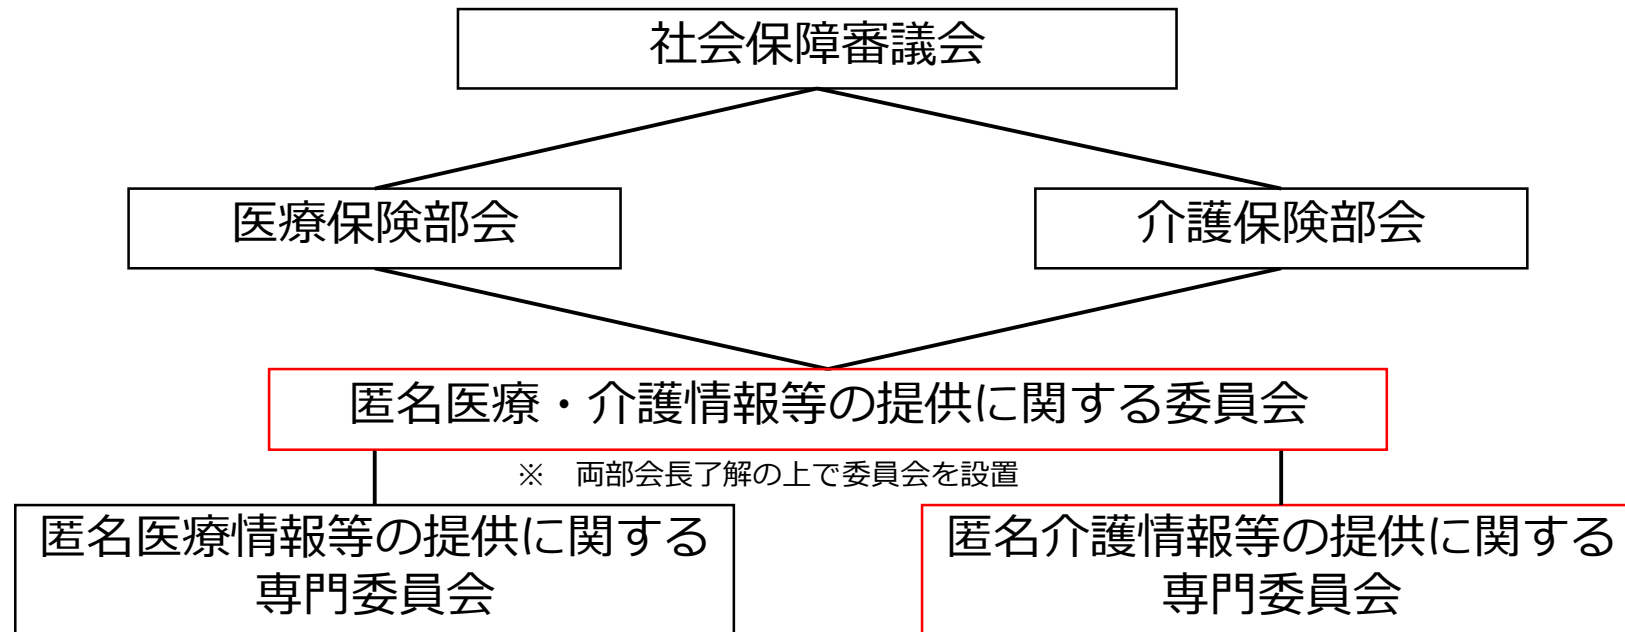 社会保障審議会
医療保険部会
介護保険部会
匿名医療・介護情報等の提供に関する委員会
※　両部会長了解の上で委員会を設置
匿名医療情報等の提供に関する
専門委員会
匿名介護情報等の提供に関する
専門委員会